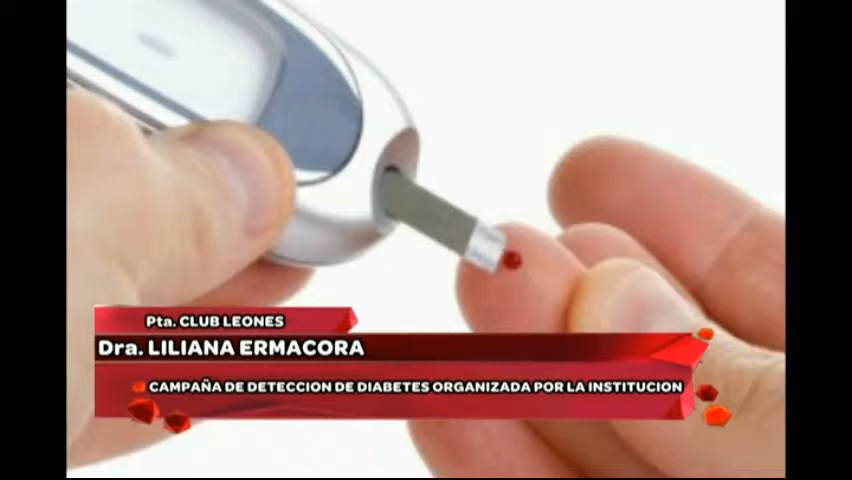 Pta. CLUB LEONES
Dra. LILIANA ERMACORA
CAMPAÑA DE DETECCION DE DIABETES ORGANIZADA POR LA INSTITUCION